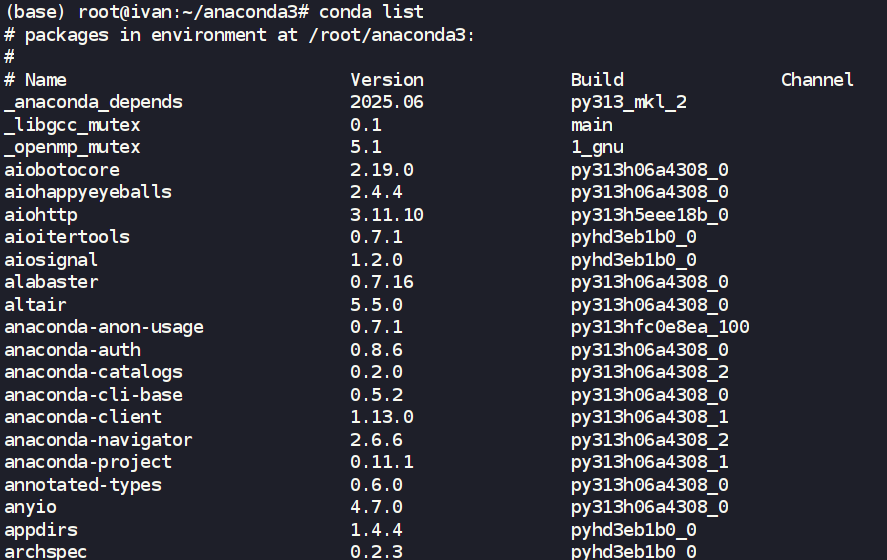 (base) root@ivan:~/anaconda3# conda list
# packages in environment at /root/anaconda3:
#
# Name Version Build Channel
_anaconda_depends 2025.06 py313_mkl_2
_libgcc_mutex 0.1 main
_openmp_mutex 5.1 1_gnu
aiobotocore 2.19.0 py313h06a4308_0
aiohappyeyeballs 2.4.4 py313h06a4308_0
aiohttp 3.11.10 py313h5eee18b_0
aioitertools 0.7.1 pyhd3eb1b0_0
aiosignal 1.2.0 pyhd3eb1b0_0
alabaster 0.7.16 py313h06a4308_0
altair 5.5.0 py313h06a4308_0
anaconda-anon-usage 0.7.1 py313hfc0e8ea_100
anaconda-auth 0.8.6 py313h06a4308_0
anaconda-catalogs 0.2.0 py313h06a4308_2
anaconda-cli-base 0.5.2 py313h06a4308_0
anaconda-client 1.13.0 py313h06a4308_1
anaconda-navigator 2.6.6 py313h06a4308_2
anaconda-project 0.11.1 py313h06a4308_1
annotated-types 0.6.0 py313h06a4308_0
anyio 4.7.0 py313h06a4308_0
appdirs 1.4.4 pyhd3eb1b0_0
archspec 0.2.3 pyhd3eb1b0_0